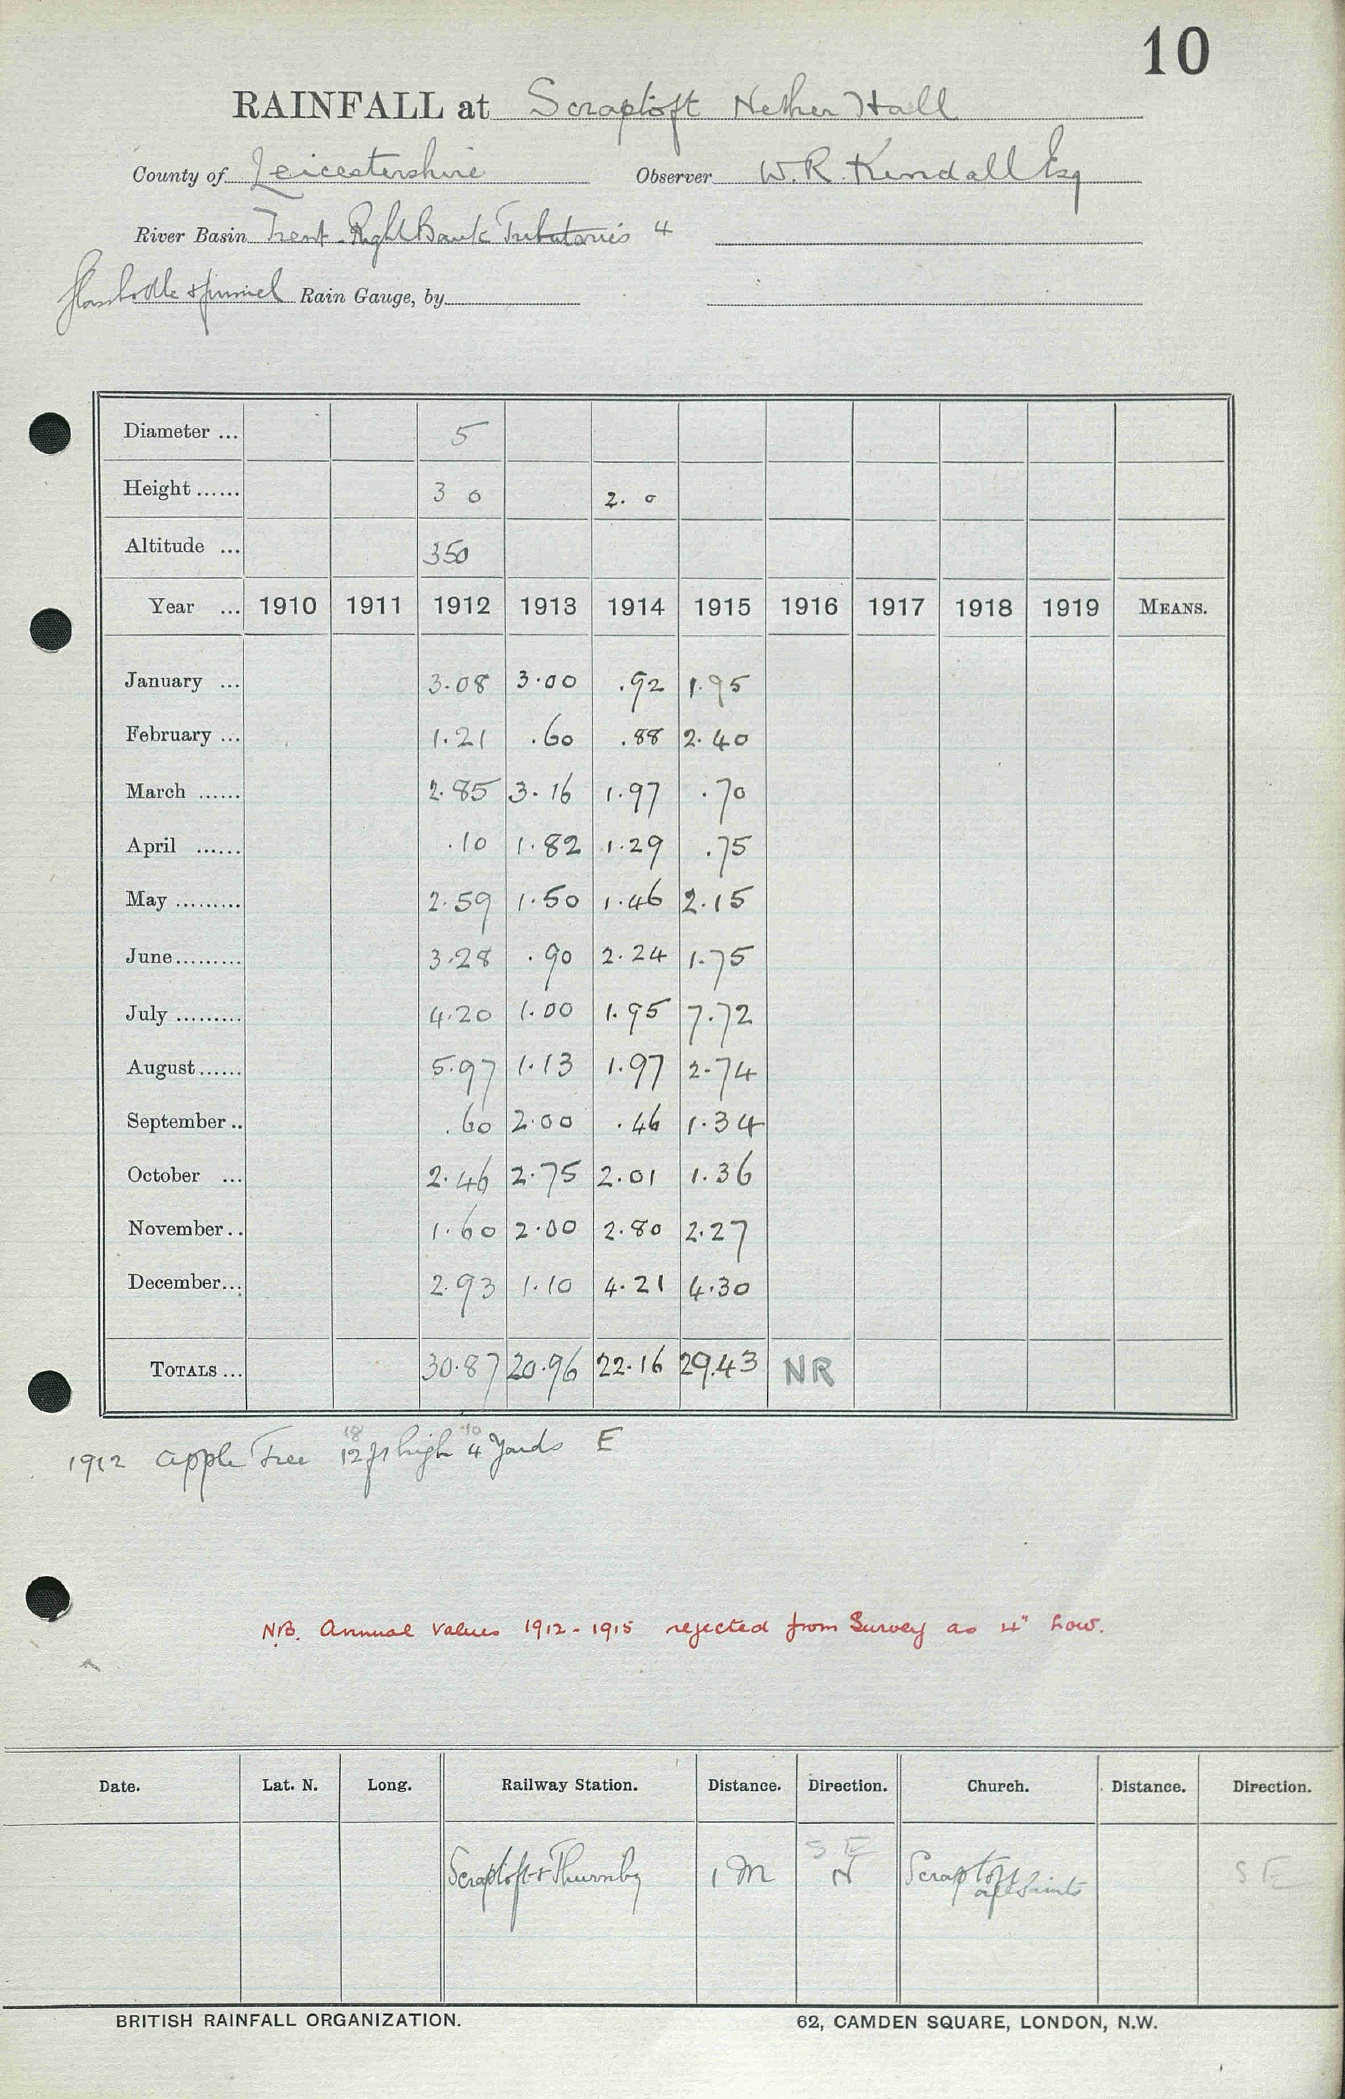 10
RAINFALL at Scraptoft Nether Hall
County of Leicestershire Observer W. R. Kendall Esq
River Basin Trent - Right Bank Tributaries 4
Glass bottle & funnel Rain Gauge, by
Diameter ... 5
Height ...... 3 0 2. 0
Altitude ... 350
Year ... 1910 1911 1912 1913 1914 1915 1916 1917 1918 1919 MEANS.
January ... 3.08 3.00 .92 1.95
February ... 1.21 .60 .88 2.40
March ...... 2.85 3.16 1.97 .70
April ...... .10 1.82 1.29 .75
May ......... 2.59 1.50 1.46 2.15
June ......... 3.28 .90 2.24 1.75
July ......... 4.20 1.00 1.95 7.72
August ...... 5.97 1.13 1.97 2.74
September .. .60 2.00 .46 1.34
October ... 2.46 2.75 2.01 1.36
November .. 1.60 2.00 2.80 2.27
December ... 2.93 1.10 4.21 4.30
TOTALS ... 30.87 20.96 22.16 29.43 NR
18 10
1912 Apple Tree 12 ft high 4 Yards E
N.B. Annual Values 1912 - 1915 rejected from Survey as 4" low.
Date. Lat. N. Long. Railway Station. Distance. Direction. Church. Distance. Direction.
S E
Scraptoft & Thurnby 1 M N Scraptoft S E
All Saints
BRITISH RAINFALL ORGANIZATION. 62, CAMDEN SQUARE, LONDON, N.W.